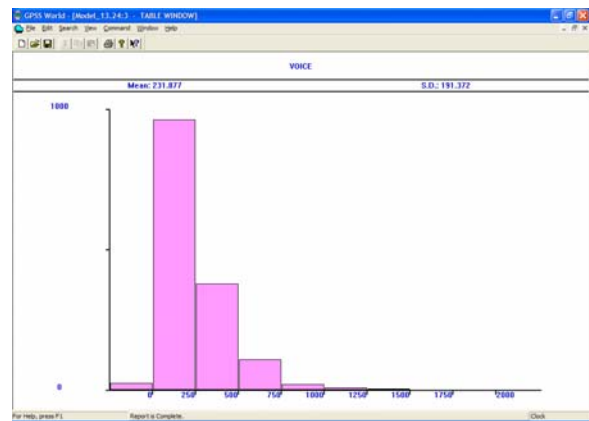 GPSS World - [Model_13.24:3 - TABLE WINDOW]
File Edit Search View Command Window Help
VOICE
Mean: 231.877 S.D.: 191.372
1000
0
0 250 500 750 1000 1250 1500 1750 2000
For Help, press F1 Report is Complete. Clock